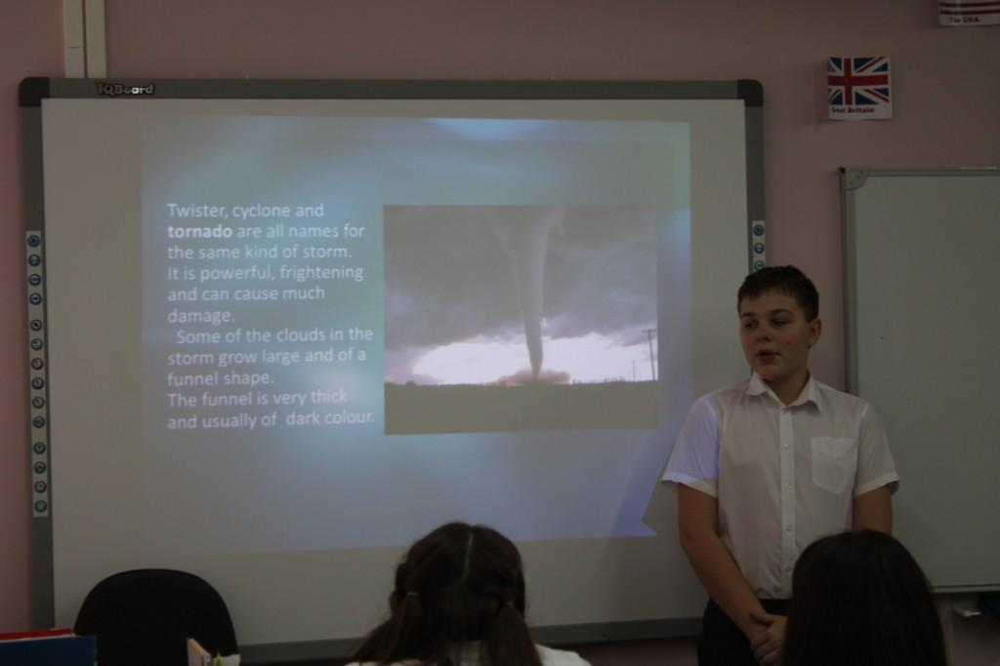 The USA
iQBoard
Great Britain
Twister, cyclone and
tornado are all names for
the same kind of storm.
It is powerful, frightening
and can cause much
damage.
Some of the clouds in the
storm grow large and of a
funnel shape.
The funnel is very thick
and usually of dark colour.